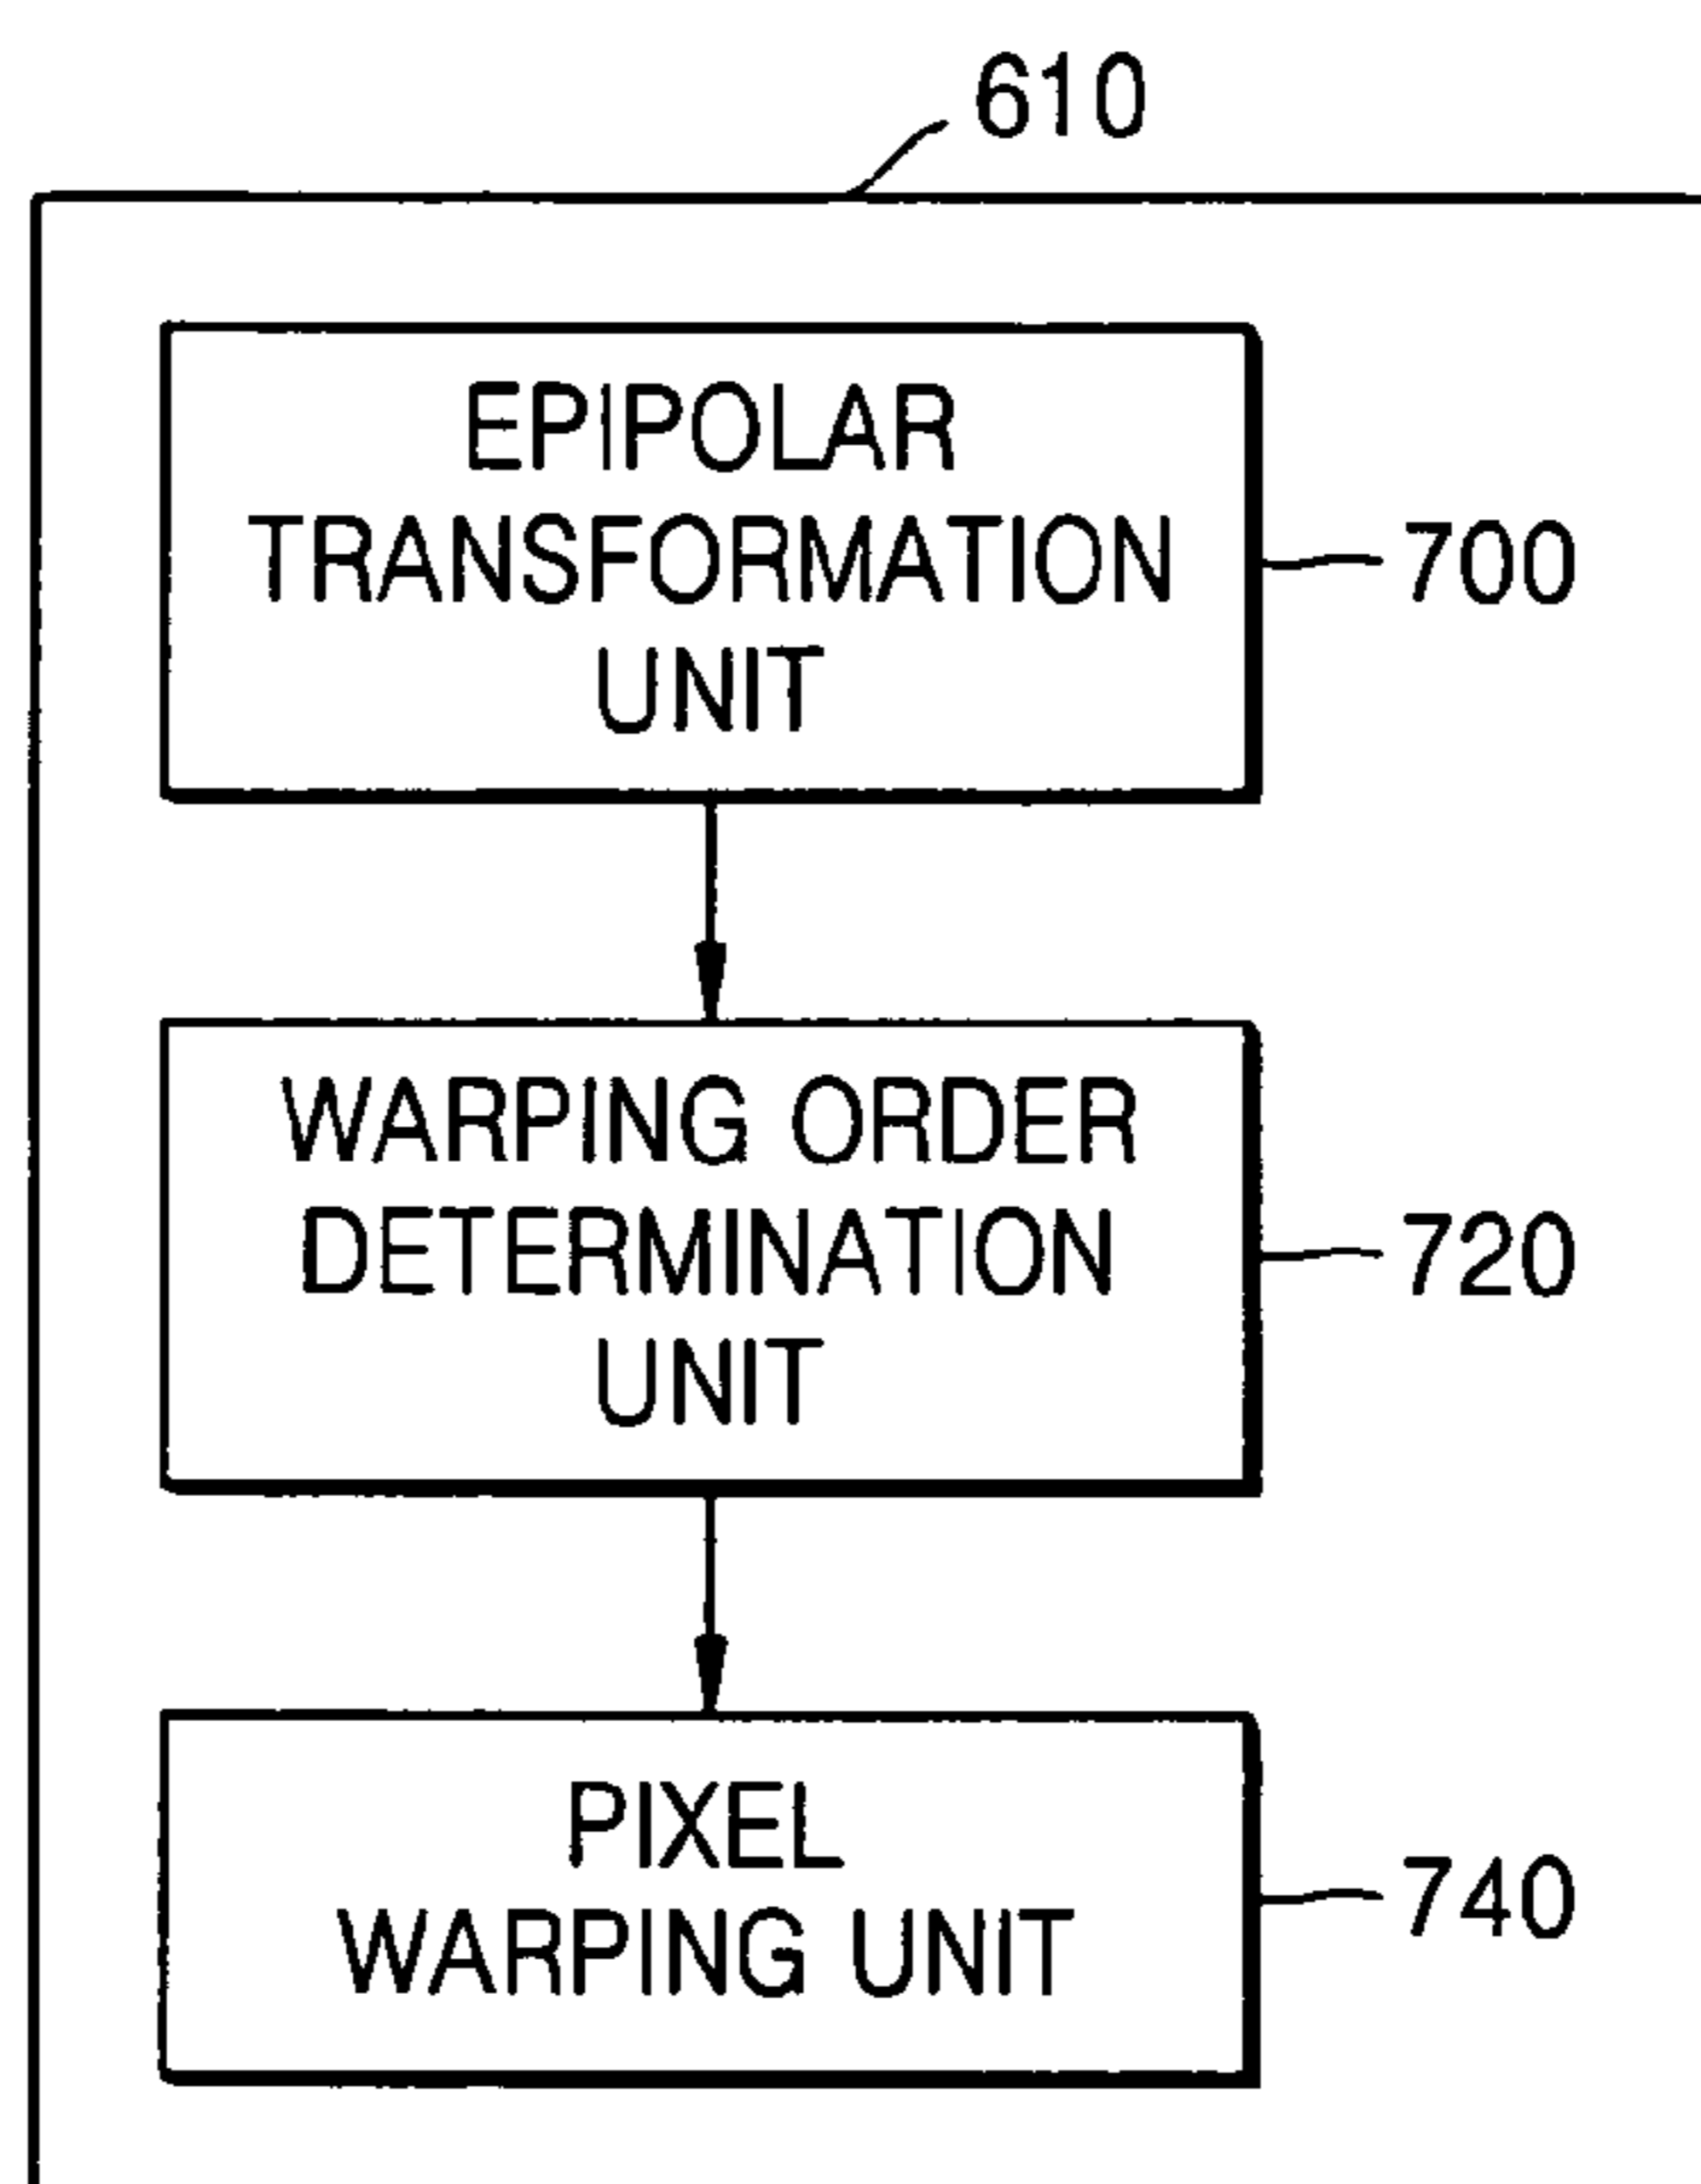 610
EPIPOLAR
TRANSFORMATION
UNIT
700
WARPING ORDER
DETERMINATION
UNIT
720
PIXEL
WARPING UNIT
740